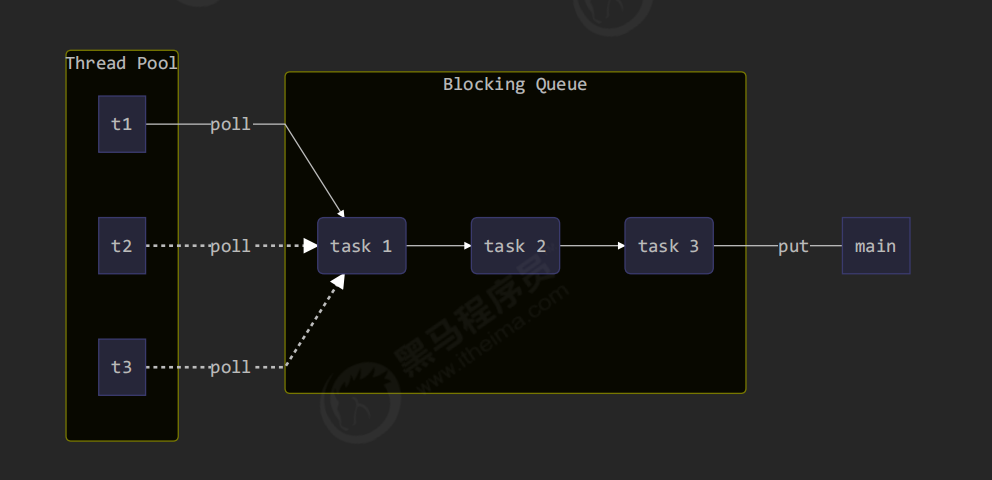 Thread Pool
Blocking Queue
t1
poll
t2
poll
task 1
task 2
task 3
put
main
t3
poll
黑马程序员
www.itheima.com